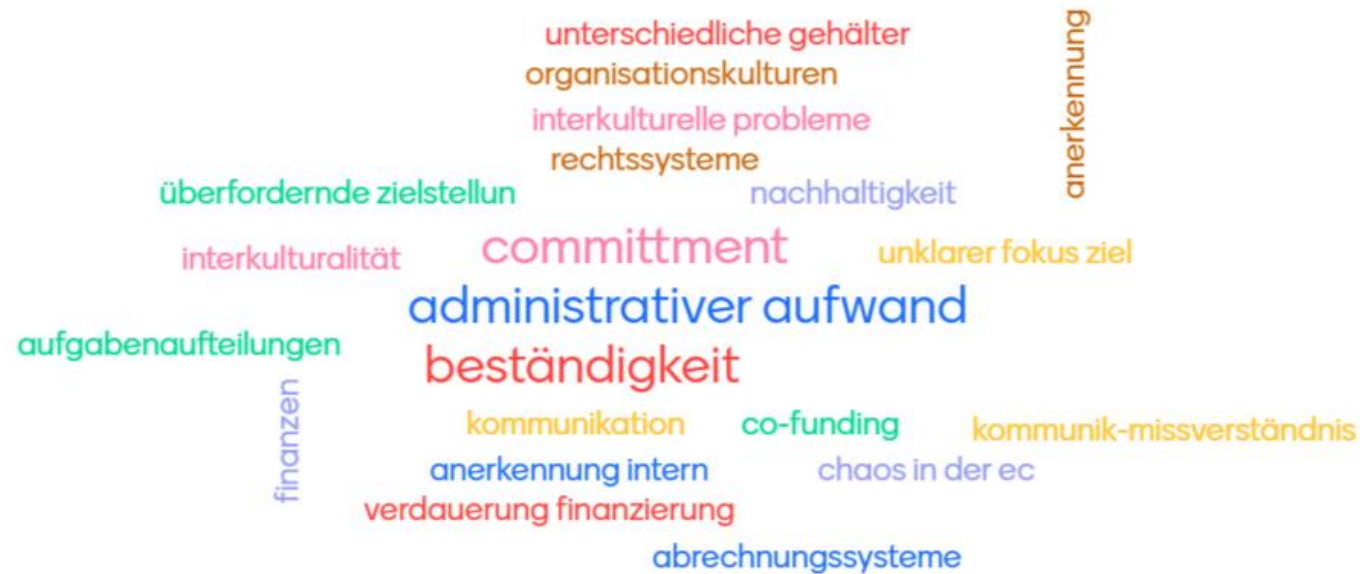 unterschiedliche gehälter
anerkennung
organisationskulturen
interkulturelle probleme
rechtssysteme
überfordernde zielstellun
nachhaltigkeit
interkulturalität
committment
unklarer fokus ziel
administrativer aufwand
aufgabenaufteilungen
beständigkeit
finanzen
kommunikation
co-funding
kommunik-missverständnis
anerkennung intern
chaos in der ec
verdauerung finanzierung
abrechnungssysteme